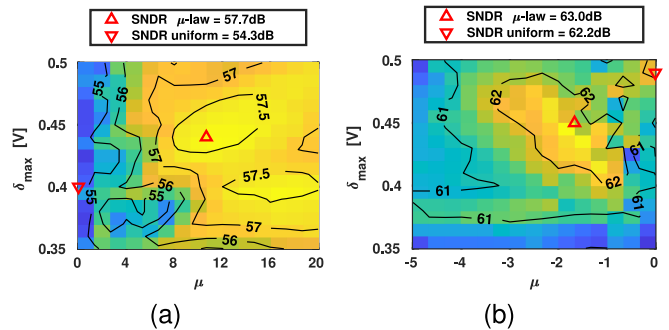 SNDR μ-law = 57.7dB
SNDR uniform = 54.3dB
SNDR μ-law = 63.0dB
SNDR uniform = 62.2dB
0.5
0.45
0.4
0.35
δmax [V]
55
56
57
57.5
57
56
55
57.5
57
56
55
0 4 8 12 16 20
μ
(a)
0.5
0.45
0.4
0.35
δmax [V]
61
62
62
61
61
62
61
61
-5 -4 -3 -2 -1 0
μ
(b)